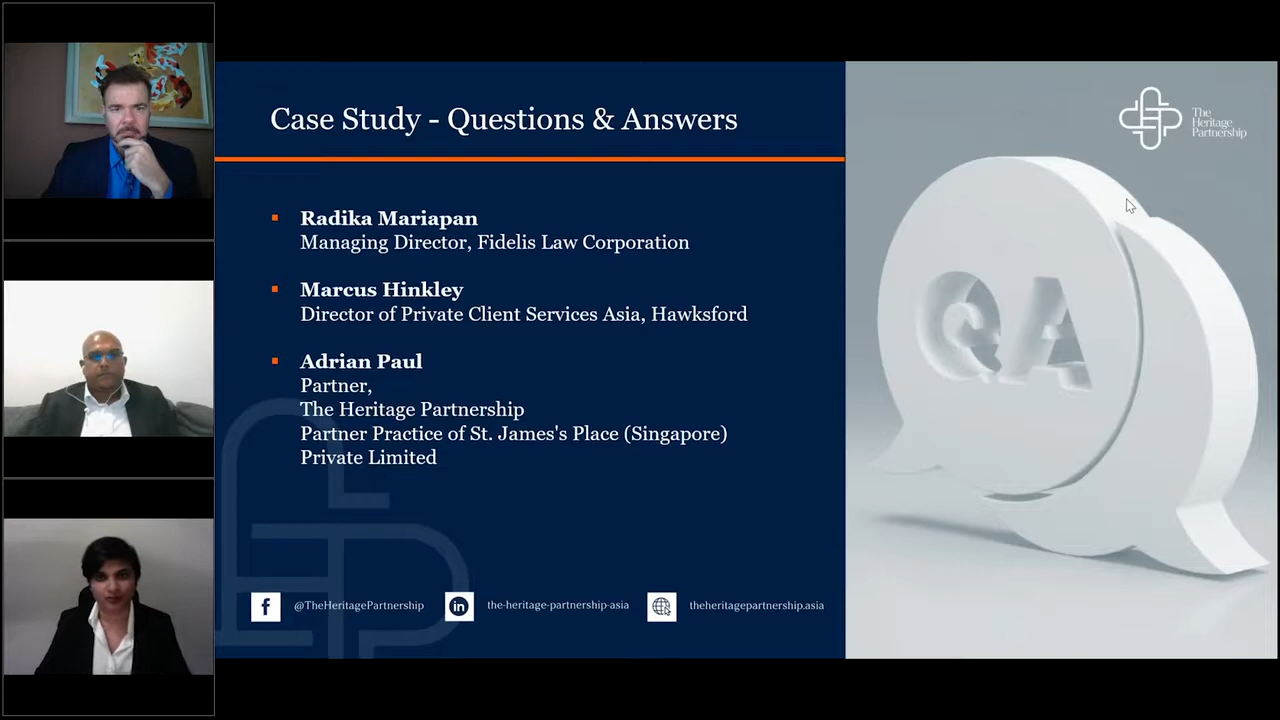 Case Study - Questions & Answers
The
Heritage
Partnership
Radika Mariapan
Managing Director, Fidelis Law Corporation
Marcus Hinkley
Director of Private Client Services Asia, Hawksford
Adrian Paul
Partner,
The Heritage Partnership
Partner Practice of St. James's Place (Singapore)
Private Limited
QA
f @TheHeritagePartnership in the-heritage-partnership-asia theheritagepartnership.asia